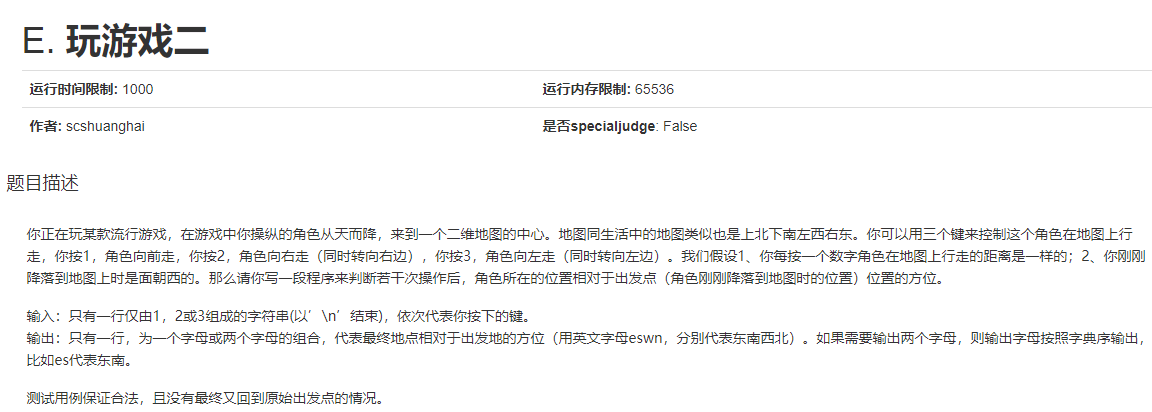 E. 玩游戏二
运行时间限制: 1000 运行内存限制: 65536
作者: scshuanghai 是否specialjudge: False
题目描述
你正在玩某款流行游戏，在游戏中你操纵的角色从天而降，来到一个二维地图的中心。地图同生活中的地图类似也是上北下南左西右东。你可以用三个键来控制这个角色在地图上行
走，你按1，角色向前走，你按2，角色向右走（同时转向右边），你按3，角色向左走（同时转向左边）。我们假设1、你每按一个数字角色在地图上行走的距离是一样的；2、你刚刚
降落到地图上时是面朝西的。那么请你写一段程序来判断若干次操作后，角色所在的位置相对于出发点（角色刚刚降落到地图时的位置）位置的方位。
输入：只有一行仅由1，2或3组成的字符串(以’\n’结束)，依次代表你按下的键。
输出：只有一行，为一个字母或两个字母的组合，代表最终地点相对于出发地的方位（用英文字母eswn，分别代表东南西北）。如果需要输出两个字母，则输出字母按照字典序输出，
比如es代表东南。
测试用例保证合法，且没有最终又回到原始出发点的情况。